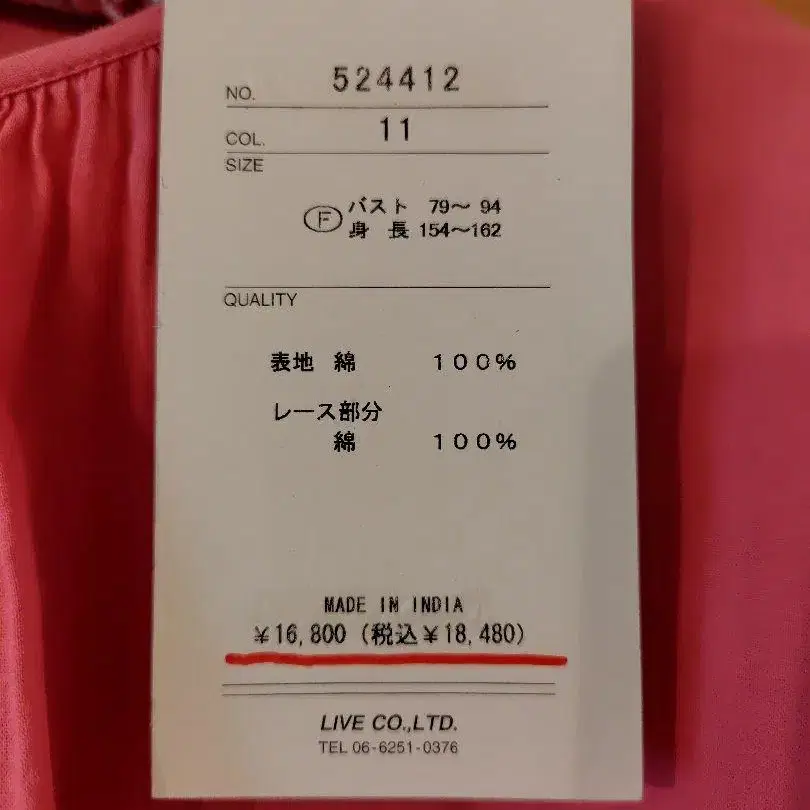 NO. 524412
COL. 11
SIZE
Ⓕ バスト 79〜 94
身 長 154〜162
QUALITY
表地 綿 100%
レース部分
綿 100%
MADE IN INDIA
¥16,800 (税込¥18,480)
LIVE CO.,LTD.
TEL 06-6251-0376